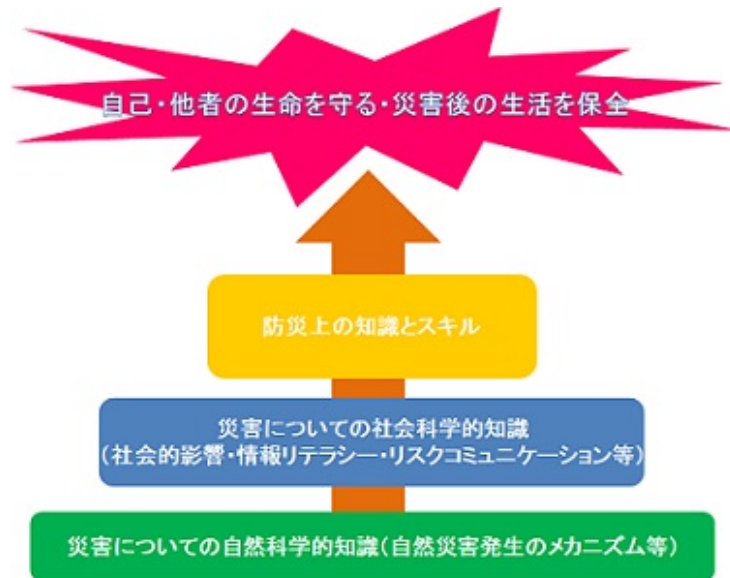 自己・他者の生命を守る・災害後の生活を保全
防災上の知識とスキル
災害についての社会科学的知識
（社会的影響・情報リテラシー・リスクコミュニケーション等）
災害についての自然科学的知識（自然災害発生のメカニズム等）